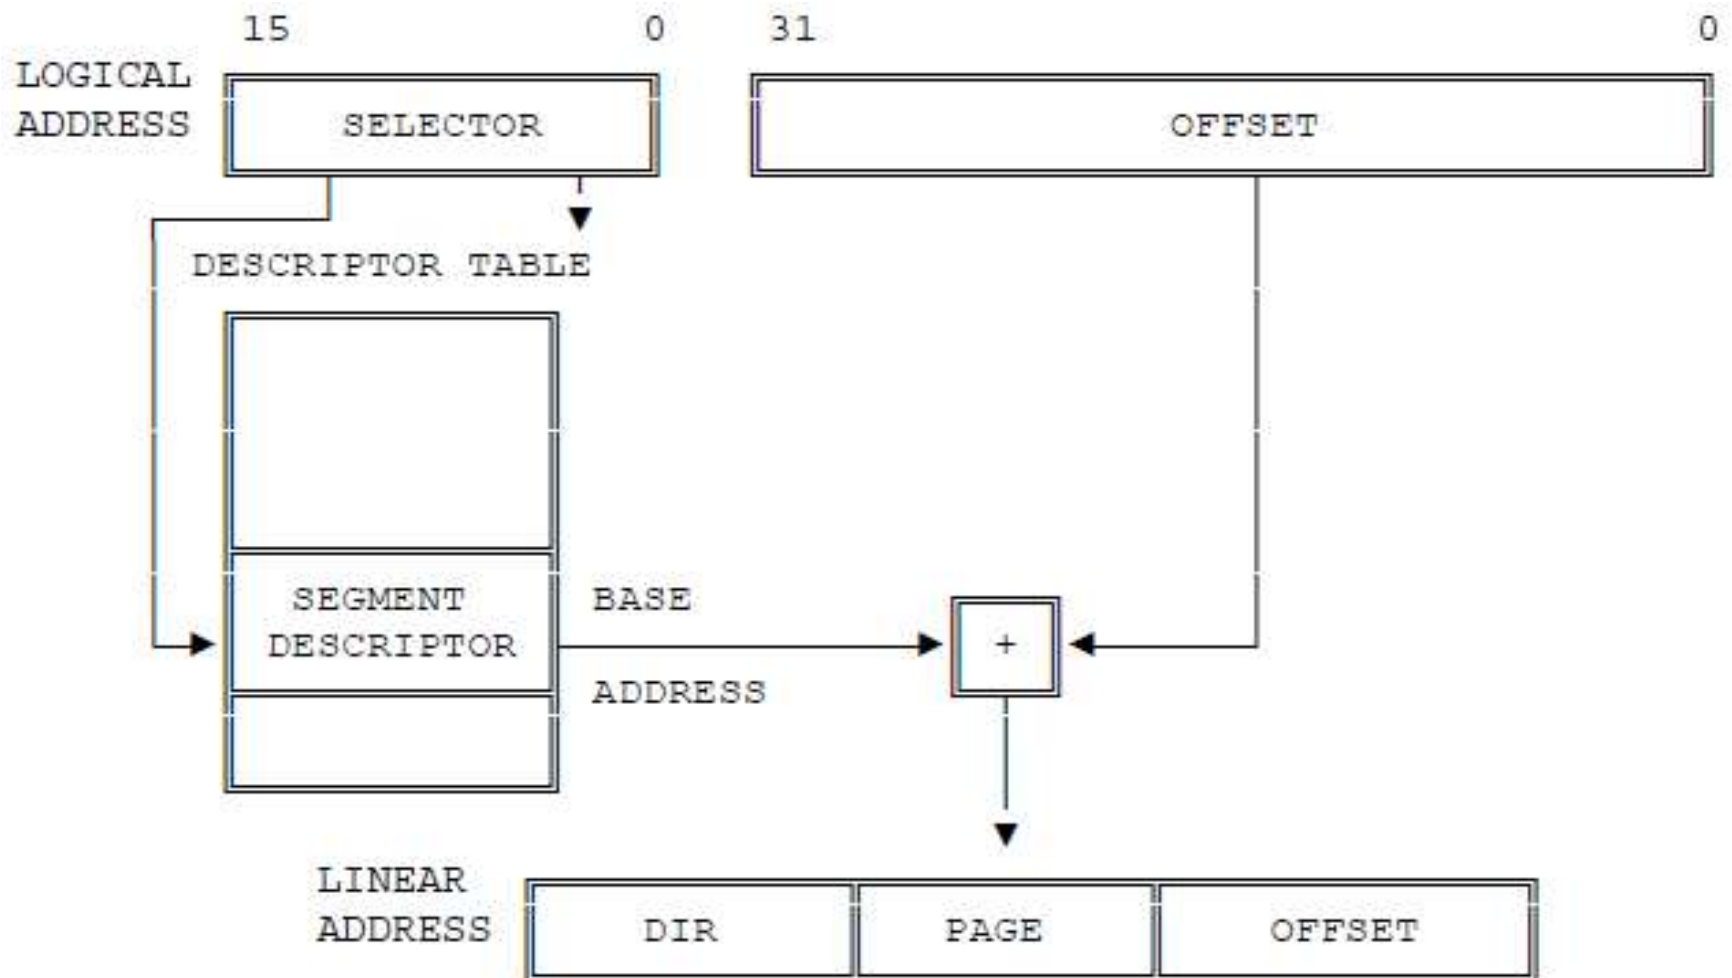 15 0 31 0
LOGICAL
ADDRESS
SELECTOR
OFFSET
DESCRIPTOR TABLE
SEGMENT
DESCRIPTOR
BASE
ADDRESS
+
LINEAR
ADDRESS
DIR
PAGE
OFFSET